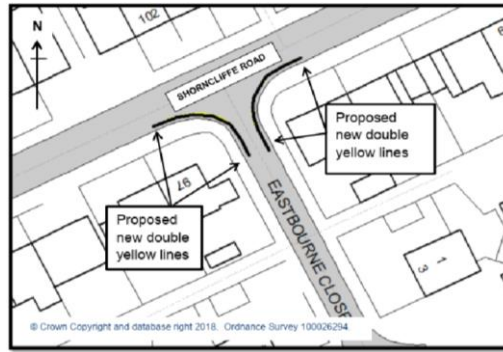 102
N
SHORNCLIFFE ROAD
Proposed
new double
yellow lines
97
Proposed
new double
yellow lines
EASTBOURNE CLOSE
1
3
© Crown Copyright and database right 2018. Ordnance Survey 100026294